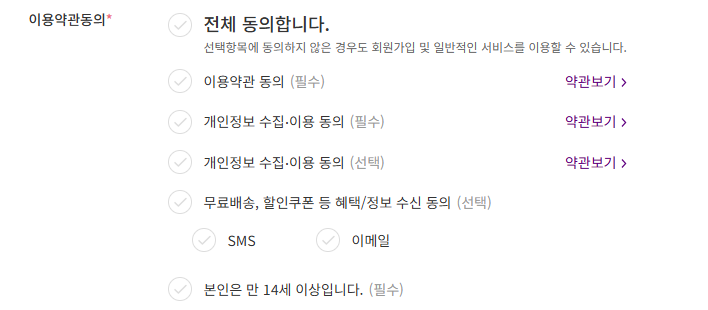 이용약관동의*
전체 동의합니다.
선택항목에 동의하지 않은 경우도 회원가입 및 일반적인 서비스를 이용할 수 있습니다.
이용약관 동의 (필수) 약관보기 >
개인정보 수집·이용 동의 (필수) 약관보기 >
개인정보 수집·이용 동의 (선택) 약관보기 >
무료배송, 할인쿠폰 등 혜택/정보 수신 동의 (선택)
SMS 이메일
본인은 만 14세 이상입니다. (필수)